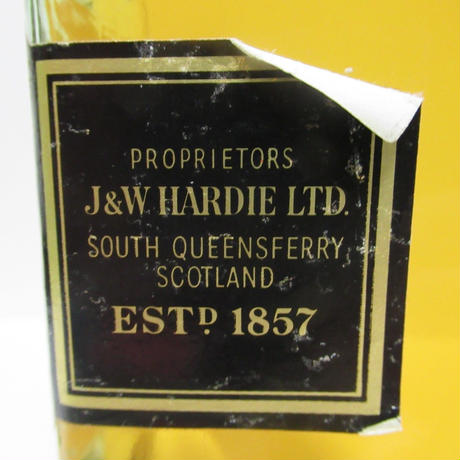 PROPRIETORS
J&W HARDIE LTD.
SOUTH QUEENSFERRY
SCOTLAND
ESTD 1857